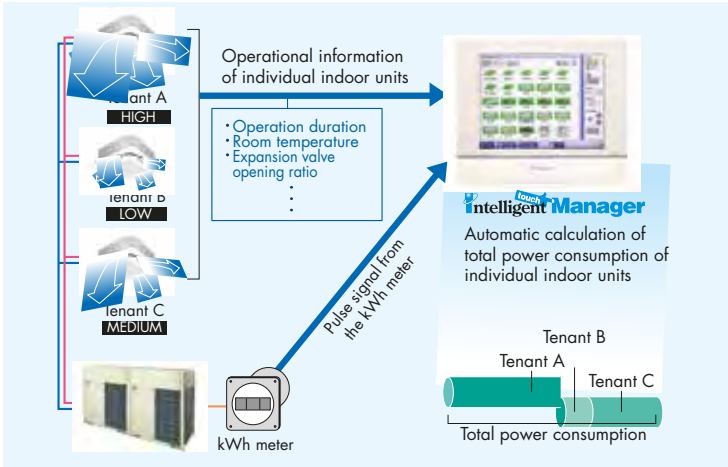 Tenant A
HIGH
Tenant B
LOW
Tenant C
MEDIUM
Operational information
of individual indoor units
・Operation duration
・Room temperature
・Expansion valve
opening ratio
Pulse signal from
the kWh meter
kWh meter
intelligent touch Manager
Automatic calculation of
total power consumption of
individual indoor units
Tenant B
Tenant A
Tenant C
Total power consumption